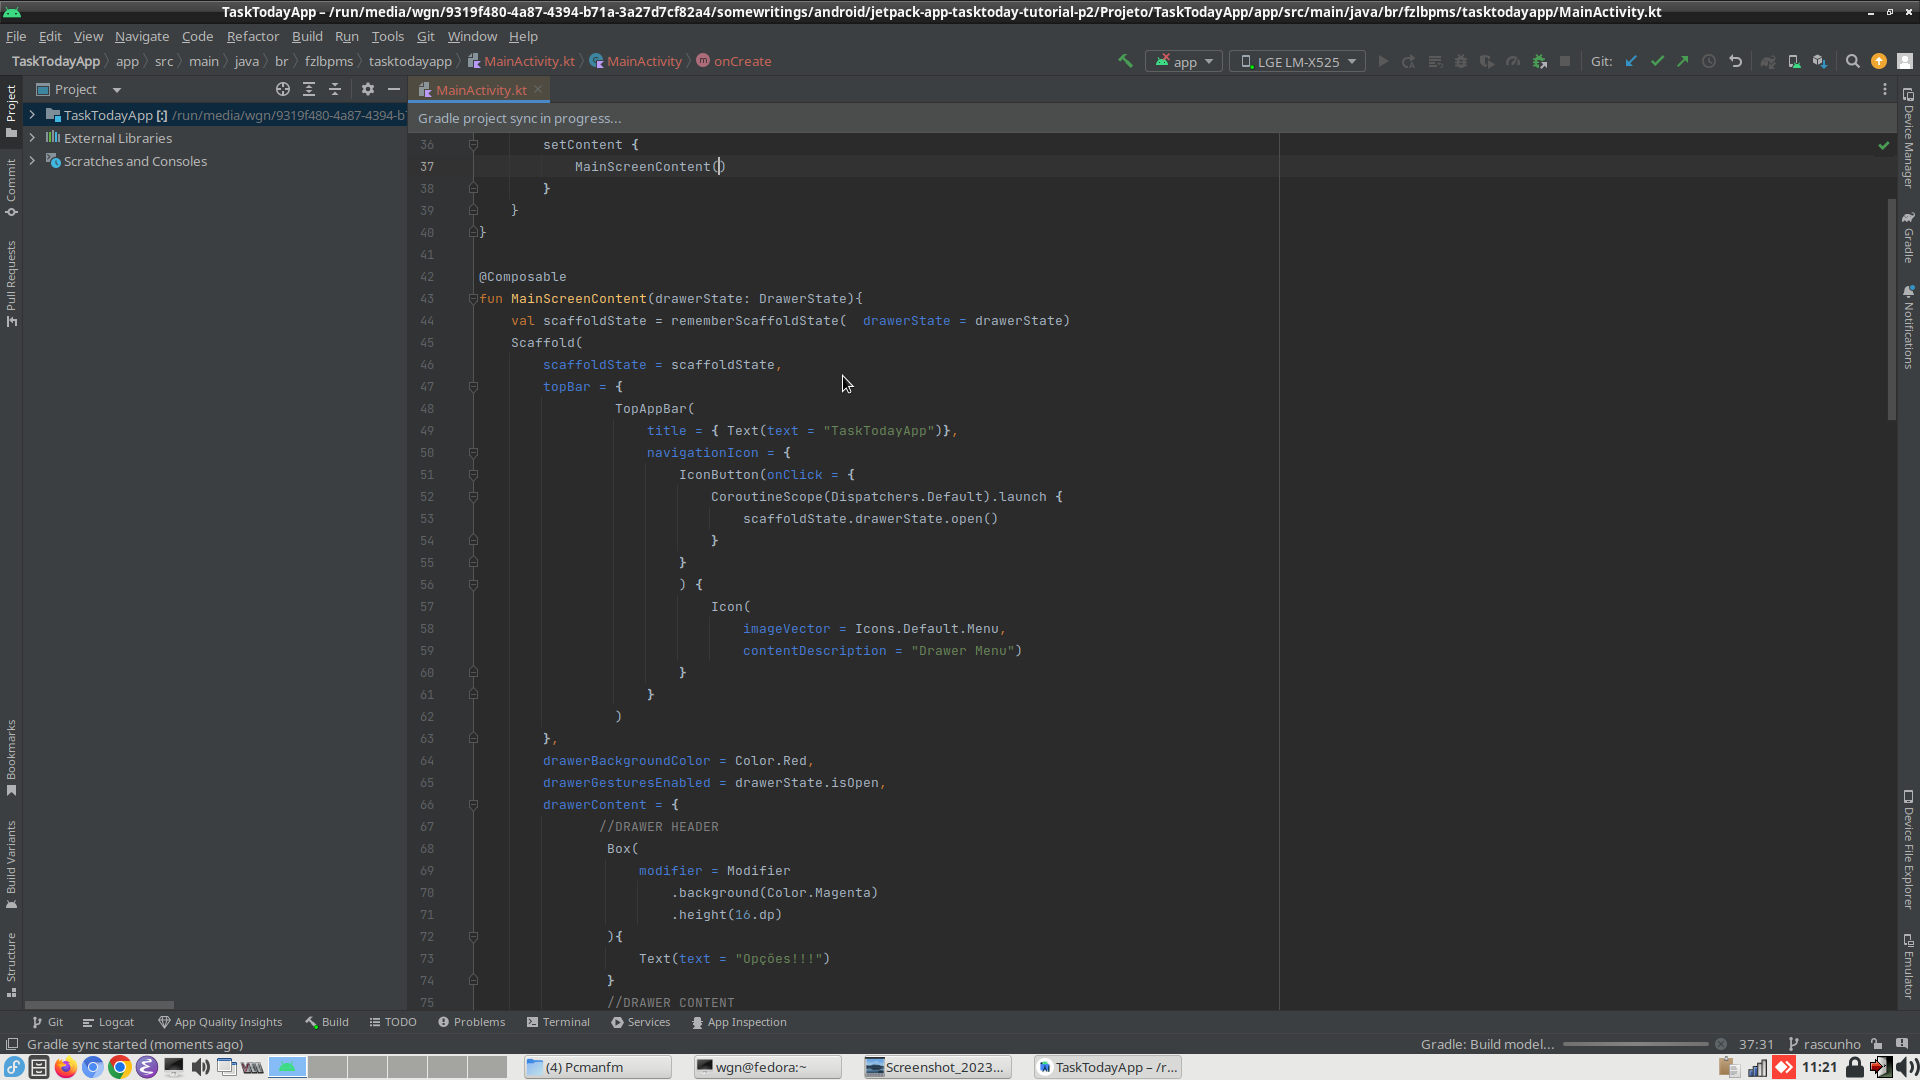 TaskTodayApp – /run/media/wgn/9319f480-4a87-4394-b71a-3a27d7cf82a4/somewritings/android/jetpack-app-tasktoday-tutorial-p2/Projeto/TaskTodayApp/app/src/main/java/br/fzlbpms/tasktodayapp/MainActivity.kt
File Edit View Navigate Code Refactor Build Run Tools Git Window Help
TaskTodayApp app src main java br fzlbpms tasktodayapp MainActivity.kt MainActivity onCreate app LGE LM-X525 Git:
Project
MainActivity.kt
TaskTodayApp [:] /run/media/wgn/9319f480-4a87-4394-b
External Libraries
Scratches and Consoles
Gradle project sync in progress...
36 setContent {
37 MainScreenContent()
38 }
39 }
40 }
41
42 @Composable
43 fun MainScreenContent(drawerState: DrawerState){
44 val scaffoldState = rememberScaffoldState( drawerState = drawerState)
45 Scaffold(
46 scaffoldState = scaffoldState,
47 topBar = {
48 TopAppBar(
49 title = { Text(text = "TaskTodayApp")},
50 navigationIcon = {
51 IconButton(onClick = {
52 CoroutineScope(Dispatchers.Default).launch {
53 scaffoldState.drawerState.open()
54 }
55 }
56 ) {
57 Icon(
58 imageVector = Icons.Default.Menu,
59 contentDescription = "Drawer Menu")
60 }
61 }
62 )
63 },
64 drawerBackgroundColor = Color.Red,
65 drawerGesturesEnabled = drawerState.isOpen,
66 drawerContent = {
67 //DRAWER HEADER
68 Box(
69 modifier = Modifier
70 .background(Color.Magenta)
71 .height(16.dp)
72 ){
73 Text(text = "Opções!!!")
74 }
75 //DRAWER CONTENT
Project
Commit
Pull Requests
Bookmarks
Build Variants
Structure
Device Manager
Gradle
Notifications
Device File Explorer
Emulator
Git Logcat App Quality Insights Build TODO Problems Terminal Services App Inspection
Gradle sync started (moments ago) Gradle: Build model... 37:31 rascunho
(4) Pcmanfm wgn@fedora:~ Screenshot_2023... TaskTodayApp – /r... 11:21